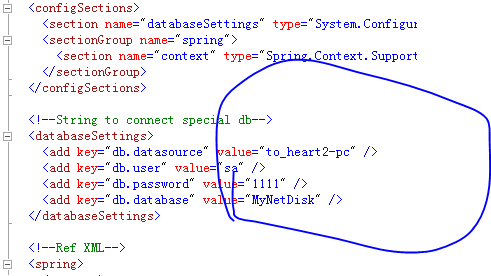 <configSections>
<section name="databaseSettings" type="System.Configur
<sectionGroup name="spring">
<section name="context" type="Spring.Context.Support
</sectionGroup>
</configSections>
<!--String to connect special db-->
<databaseSettings>
<add key="db.datasource" value="to_heart2-pc" />
<add key="db.user" value="sa" />
<add key="db.password" value="1111" />
<add key="db.database" value="MyNetDisk" />
</databaseSettings>
<!--Ref XML-->
<spring>